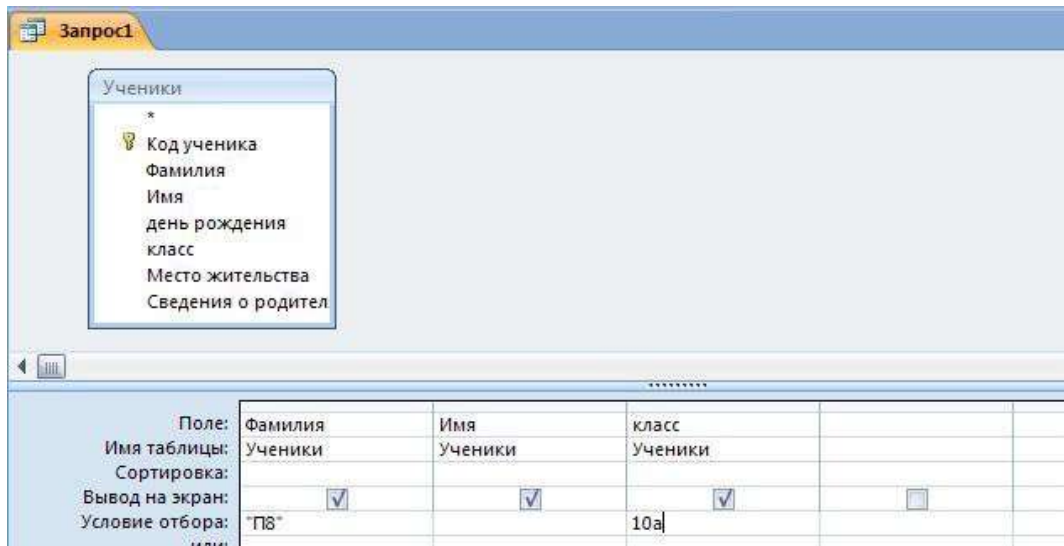 Запрос1
Ученики
*
Код ученика
Фамилия
Имя
день рождения
класс
Место жительства
Сведения о родител
Поле: Фамилия Имя класс
Имя таблицы: Ученики Ученики Ученики
Сортировка:
Вывод на экран:
Условие отбора: "П8" 10а
или: